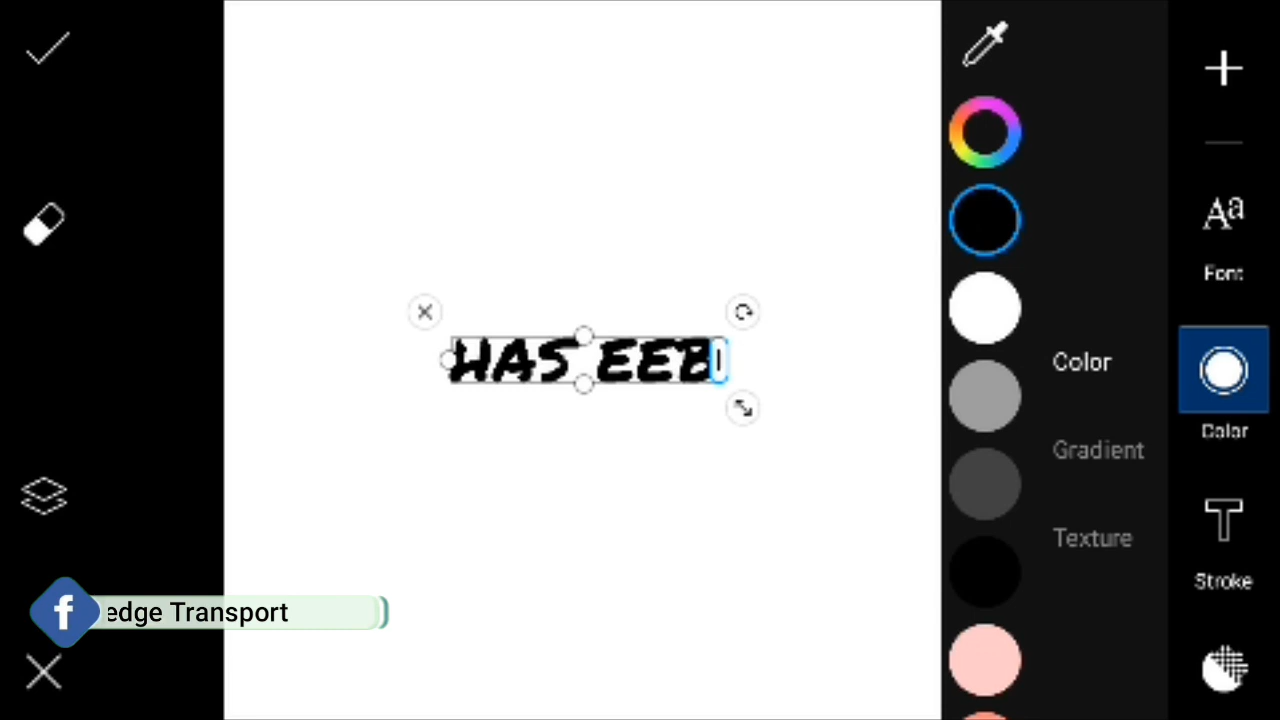 HAS EEB
Font
Color
Color
Gradient
Texture
Stroke
edge Transport